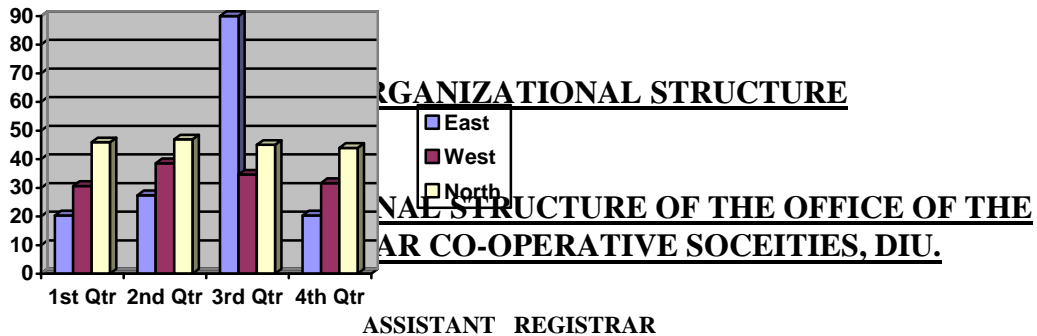 90
80
70
60
50
40
30
20
10
0
1st Qtr 2nd Qtr 3rd Qtr 4th Qtr
East
West
North
RGANIZATIONAL STRUCTURE
NAL STRUCTURE OF THE OFFICE OF THE
AR CO-OPERATIVE SOCEITIES, DIU.
ASSISTANT REGISTRAR